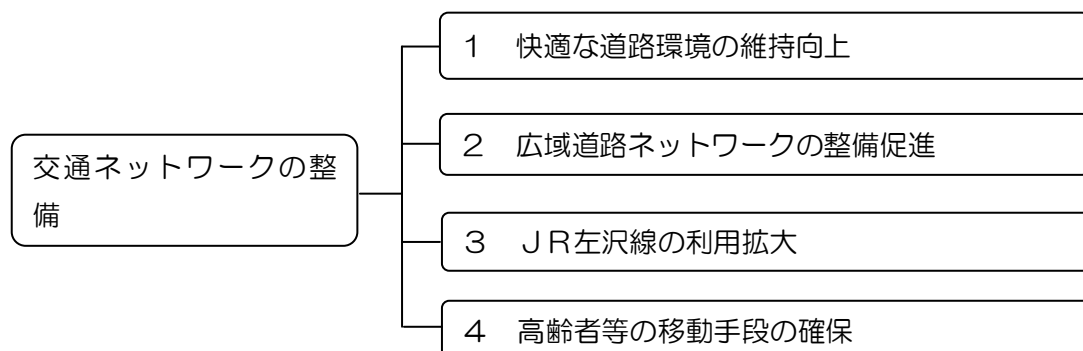 交通ネットワークの整
備
１　快適な道路環境の維持向上
２　広域道路ネットワークの整備促進
３　ＪＲ左沢線の利用拡大
４　高齢者等の移動手段の確保